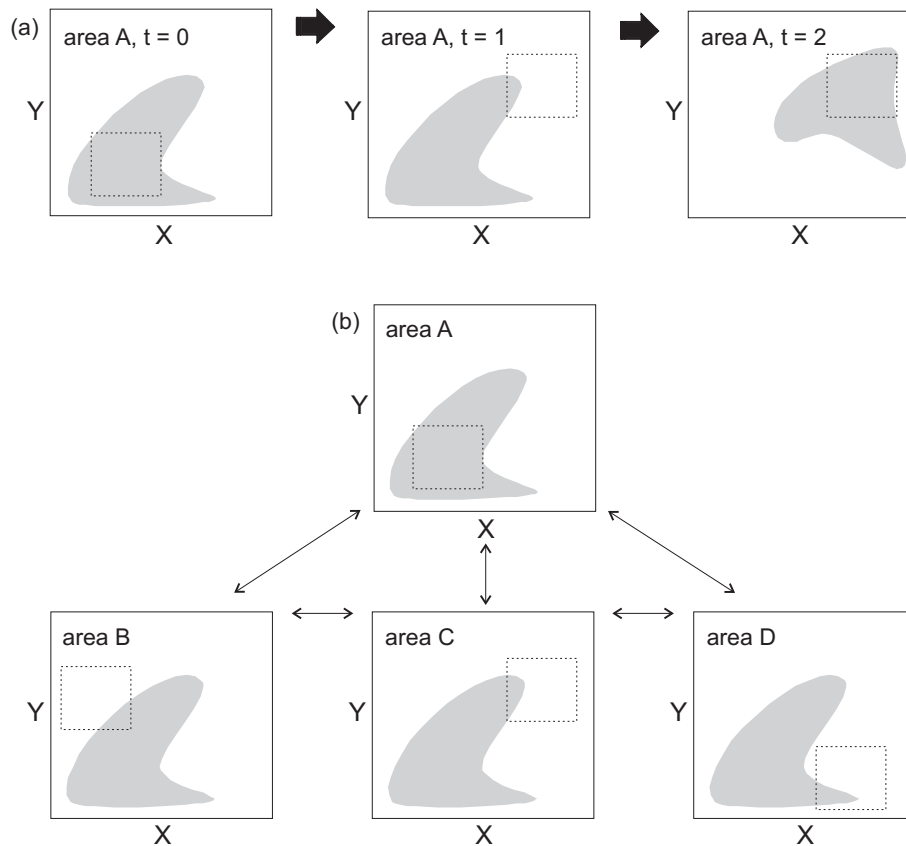 (a)
area A, t = 0
area A, t = 1
area A, t = 2
Y
Y
Y
X
X
X
(b)
area A
Y
X
area B
area C
area D
Y
Y
Y
X
X
X